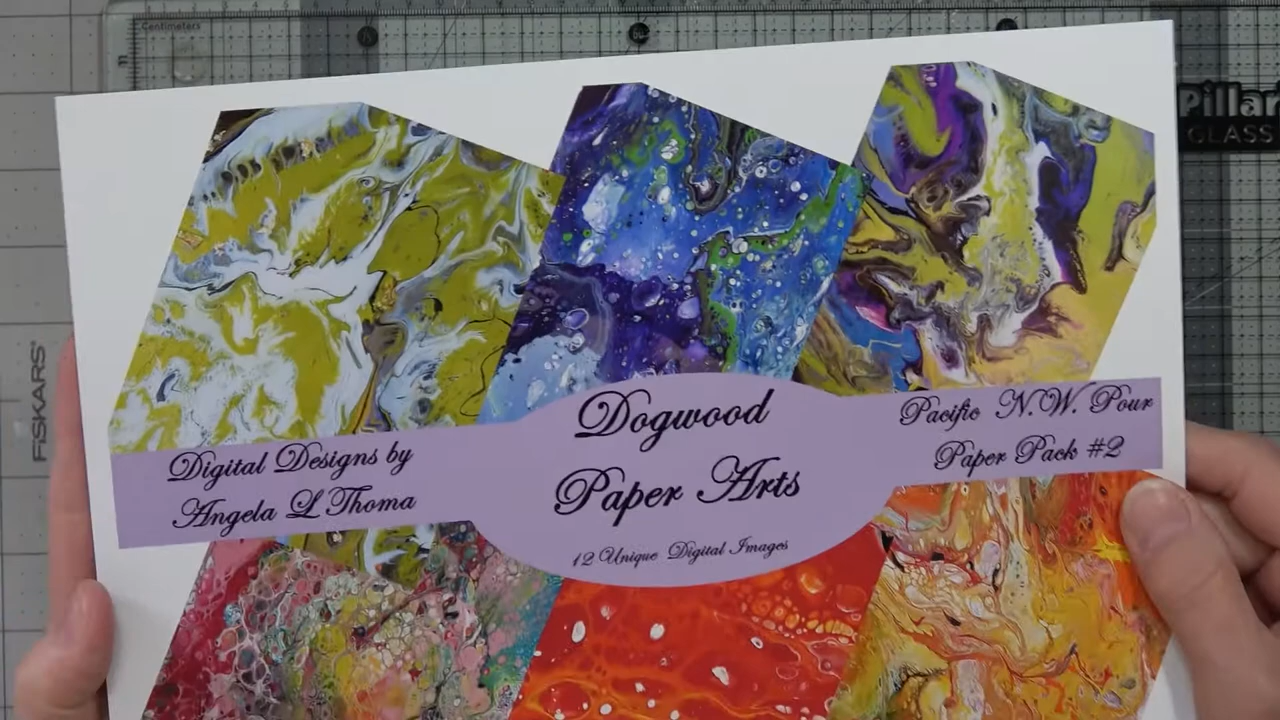 Centimeters
Pillar
GLASS
FISKARS
Dogwood
Paper Arts
12 Unique Digital Images
Digital Designs by
Angela L Thoma
Pacific N.W. Pour
Paper Pack #2